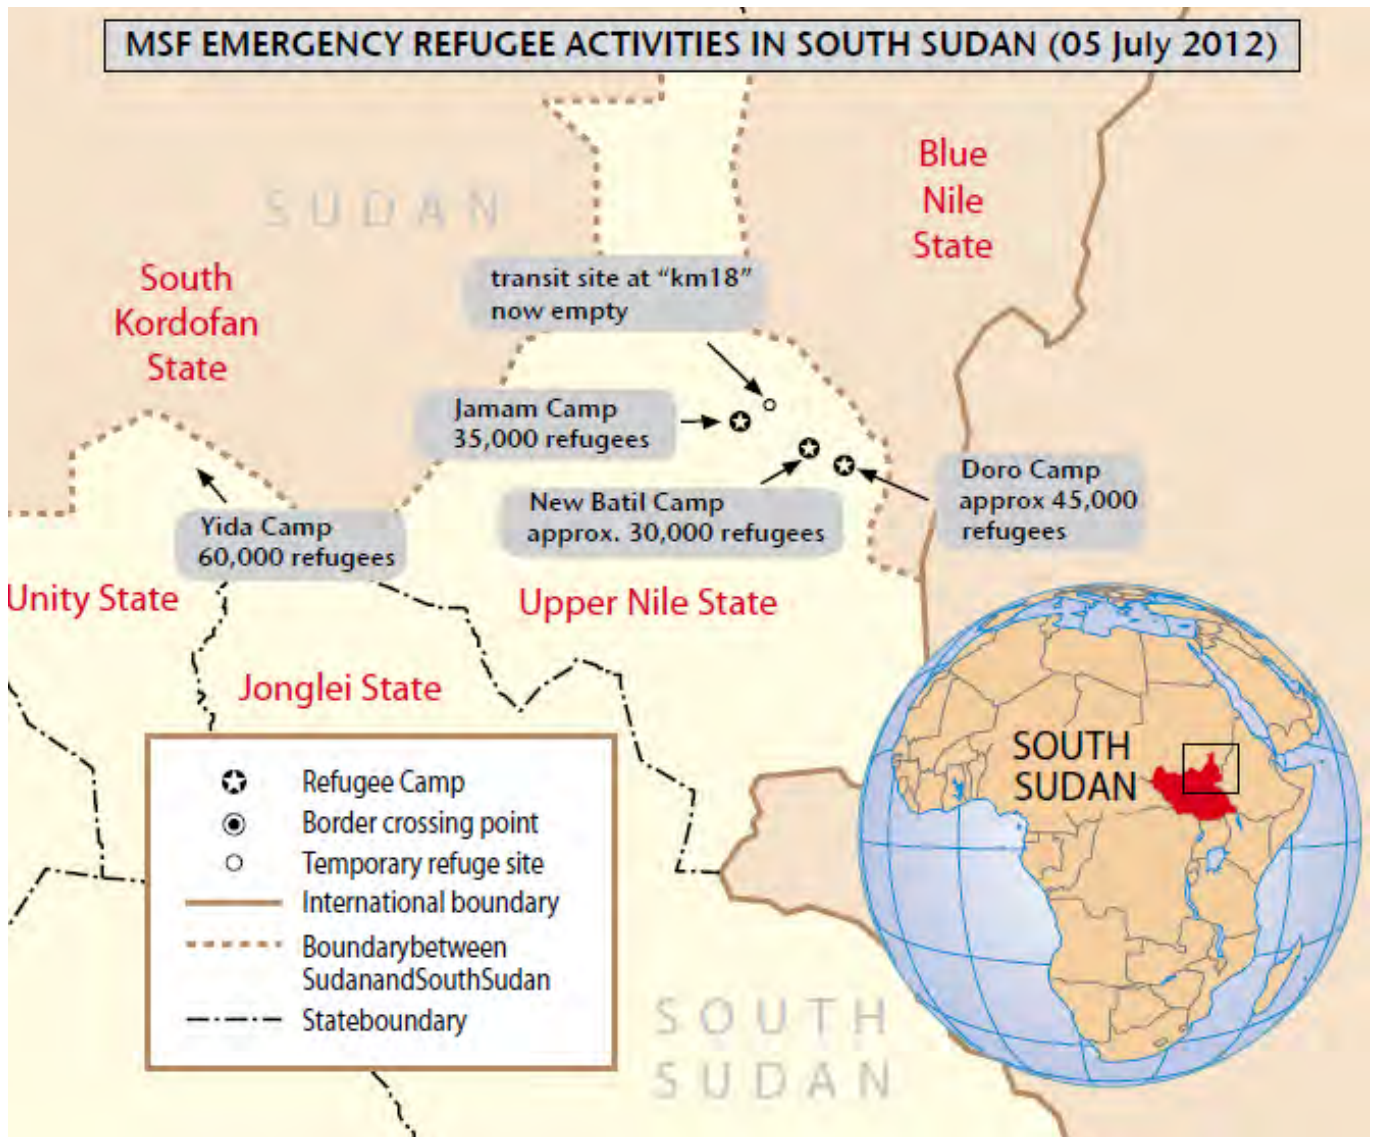 MSF EMERGENCY REFUGEE ACTIVITIES IN SOUTH SUDAN (05 July 2012)
Blue
Nile
State
SUDAN
South
Kordofan
State
transit site at “km18”
now empty
Jamam Camp
35,000 refugees
Doro Camp
approx 45,000
refugees
New Batil Camp
approx. 30,000 refugees
Yida Camp
60,000 refugees
Unity State
Upper Nile State
Jonglei State
SOUTH
SUDAN
Refugee Camp
Border crossing point
Temporary refuge site
International boundary
Boundarybetween
SudanandSouthSudan
Stateboundary
SOUTH
SUDAN